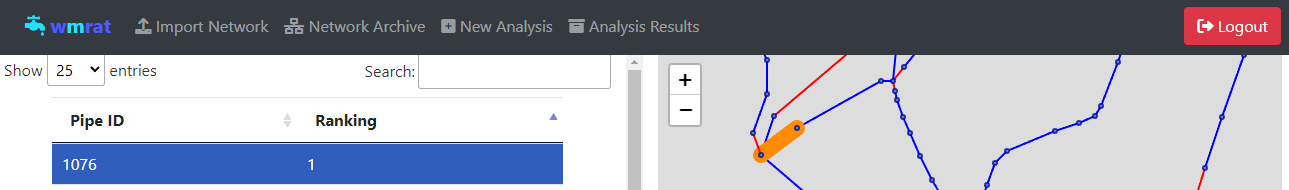 wmrat Import Network Network Archive New Analysis Analysis Results Logout
Show 25 entries Search:
+
−
Pipe ID Ranking
1076 1